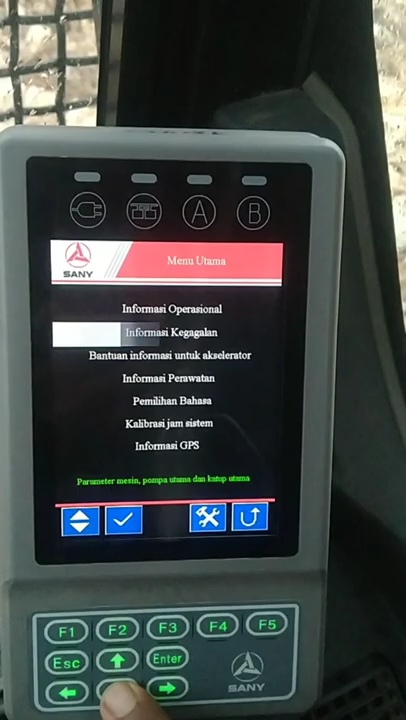 A
B
SANY
Menu Utama
Informasi Operasional
Informasi Kegagalan
Bantuan informasi untuk akselerator
Informasi Perawatan
Pemilihan Bahasa
Kalibrasi jam sistem
Informasi GPS
Parameter mesin, pompa utama dan katup utama
F1 F2 F3 F4 F5
Esc Enter
SANY